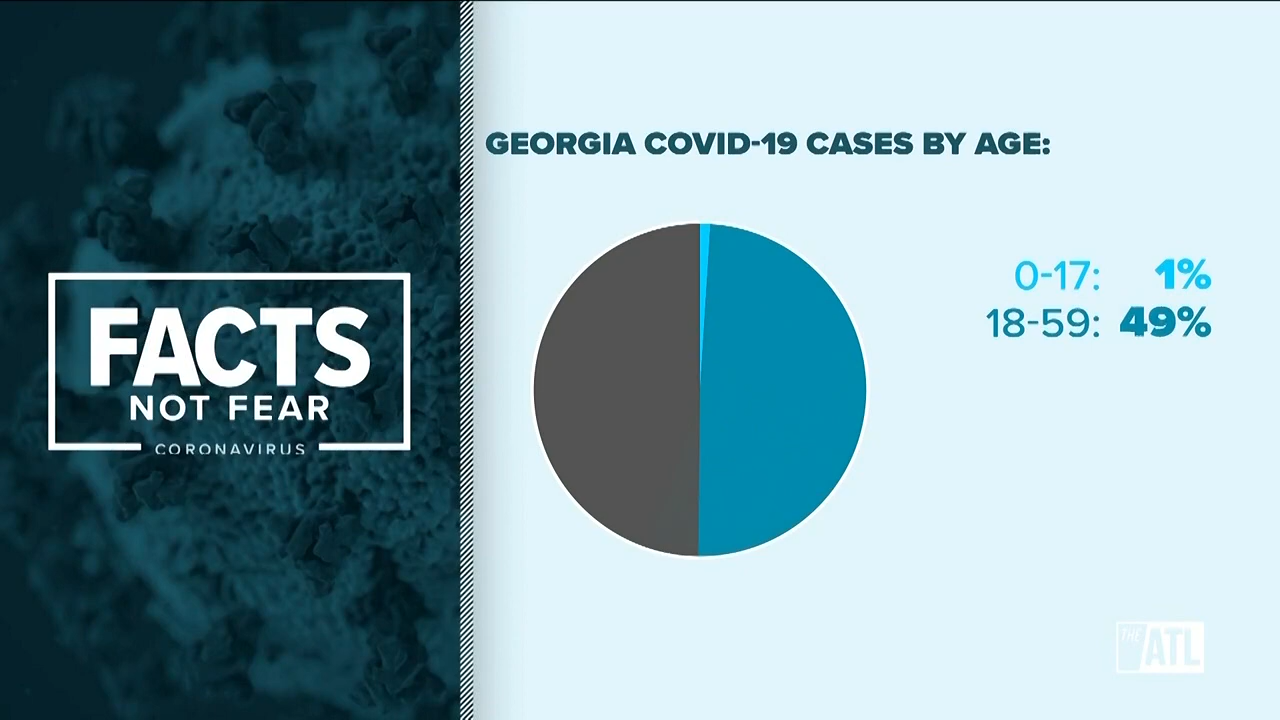 FACTS
NOT FEAR
CORONAVIRUS
GEORGIA COVID-19 CASES BY AGE:
0-17: 1%
18-59: 49%
THE ATL